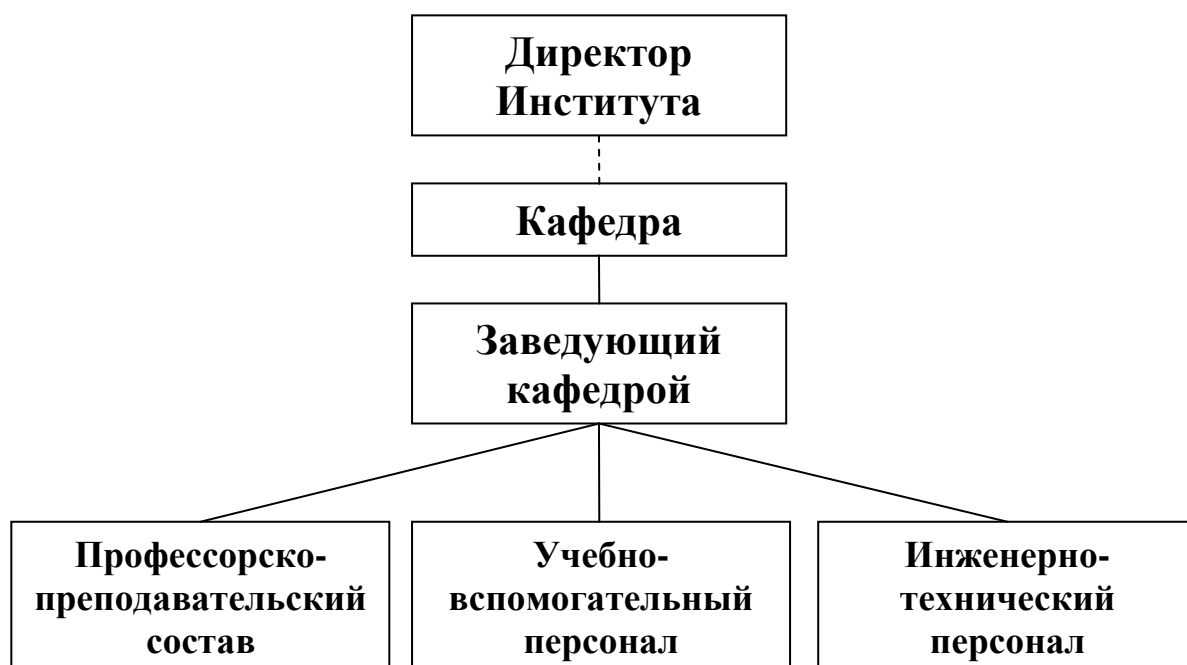 Директор
Института
Кафедра
Заведующий
кафедрой
Профессорско-
преподавательский
состав
Учебно-
вспомогательный
персонал
Инженерно-
технический
персонал